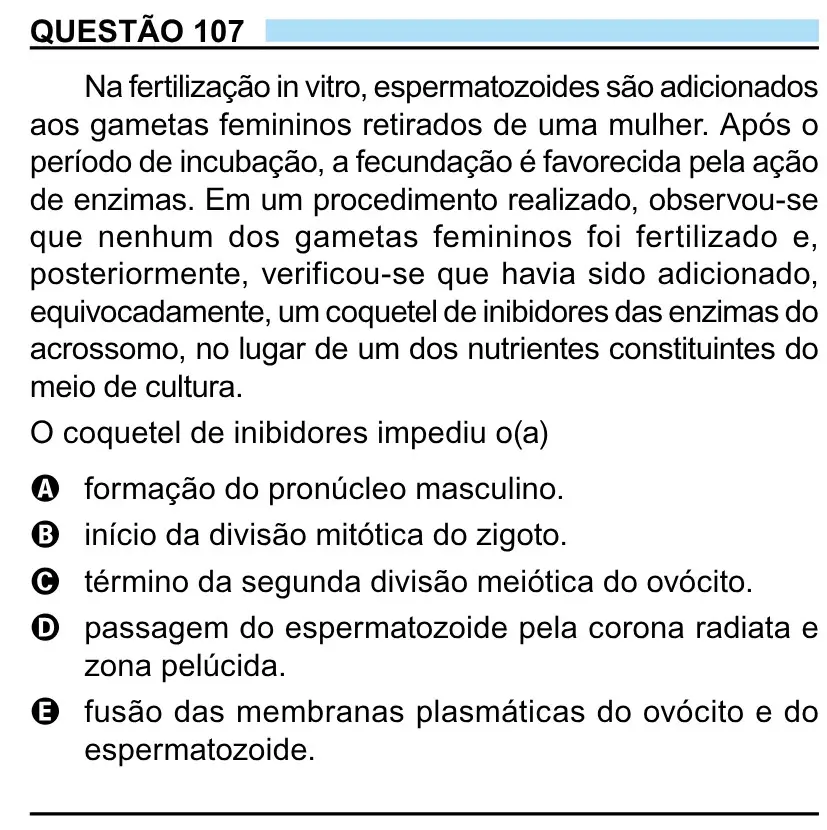 QUESTÃO 107
Na fertilização in vitro, espermatozoides são adicionados
aos gametas femininos retirados de uma mulher. Após o
período de incubação, a fecundação é favorecida pela ação
de enzimas. Em um procedimento realizado, observou-se
que nenhum dos gametas femininos foi fertilizado e,
posteriormente, verificou-se que havia sido adicionado,
equivocadamente, um coquetel de inibidores das enzimas do
acrossomo, no lugar de um dos nutrientes constituintes do
meio de cultura.
O coquetel de inibidores impediu o(a)
A formação do pronúcleo masculino.
B início da divisão mitótica do zigoto.
C término da segunda divisão meiótica do ovócito.
D passagem do espermatozoide pela corona radiata e
zona pelúcida.
E fusão das membranas plasmáticas do ovócito e do
espermatozoide.